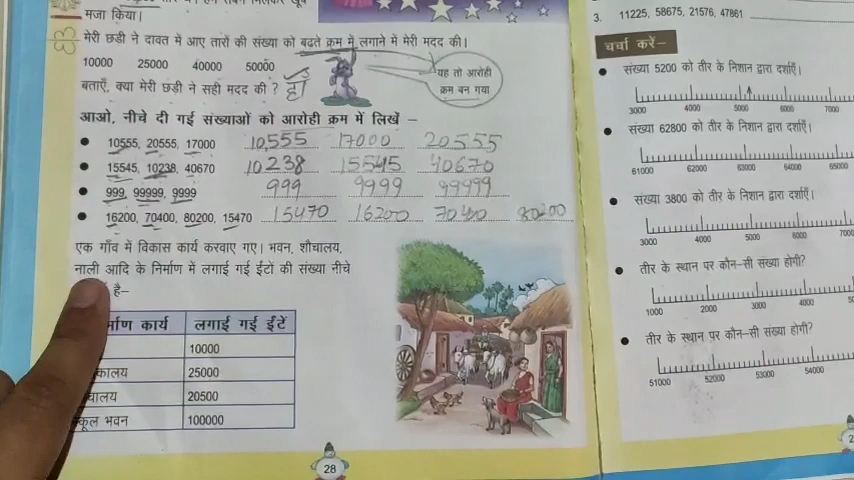 मजा किया।
मेरी छड़ी ने दावत में आए तारों की संख्या को बढ़ते क्रम में लगाने में मेरी मदद की।
10000 25000 40000 50000
यह तो आरोही
क्रम बन गया
बताएँ, क्या मेरी छड़ी ने सही मदद की ? हाँ
आओ, नीचे दी गई संख्याओं को आरोही क्रम में लिखें –
10555, 20555, 17000 10,555 17000 20555
15545, 10238, 40670 10238 15545 40670
999, 99999, 9999 999 9999 99999
16200, 70400, 80200, 15470 15470 16200 70400 80200
एक गाँव में विकास कार्य करवाए गए। भवन, शौचालय,
नाली आदि के निर्माण में लगाई गई ईंटों की संख्या नीचे
है–
र्माण कार्य लगाई गई ईंटें
10000
कालय 25000
चालय 20500
स्कूल भवन 100000
28
3. 11225, 58675, 21576, 47861
चर्चा करें–
संख्या 5200 को तीर के निशान द्वारा दर्शाएँ।
3000 4000 5000 6000 7000
संख्या 62800 को तीर के निशान द्वारा दर्शाएँ।
61000 62000 63000 64000 65000
संख्या 3800 को तीर के निशान द्वारा दर्शाएँ।
3000 4000 5000 6000 7000
तीर के स्थान पर कौन-सी संख्या होगी?
1000 2000 3000 4000
तीर के स्थान पर कौन-सी संख्या होगी?
51000 52000 53000 54000